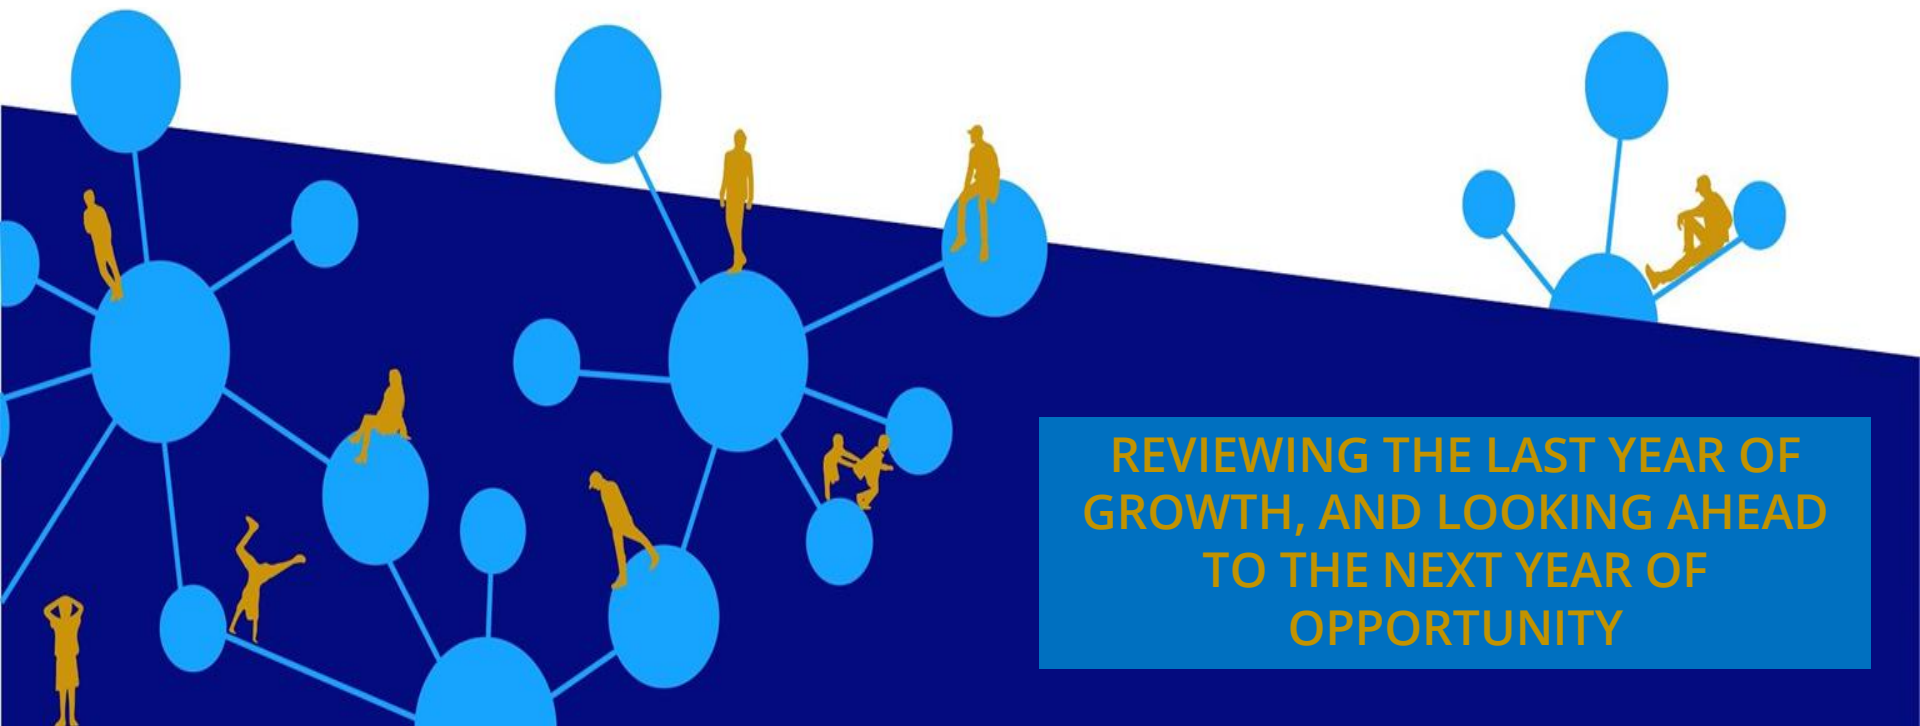 REVIEWING THE LAST YEAR OF
GROWTH, AND LOOKING AHEAD
TO THE NEXT YEAR OF
OPPORTUNITY